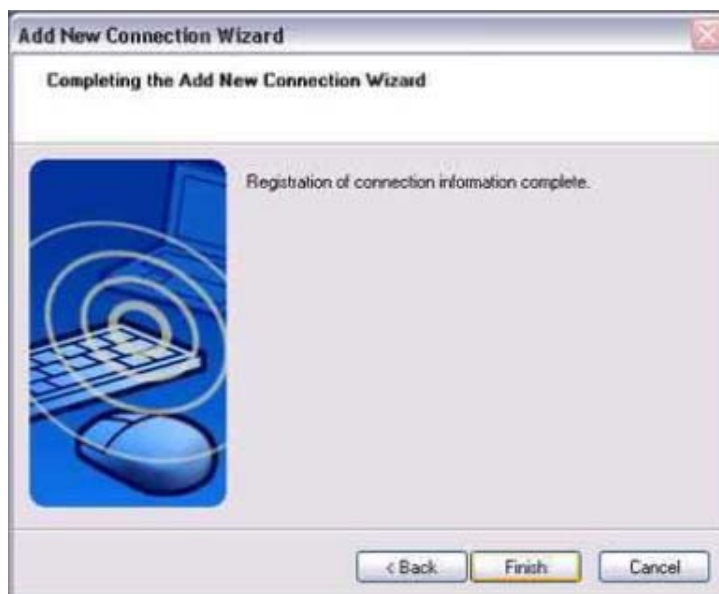 Add New Connection Wizard
Completing the Add New Connection Wizard
Registration of connection information complete.
< Back
Finish
Cancel